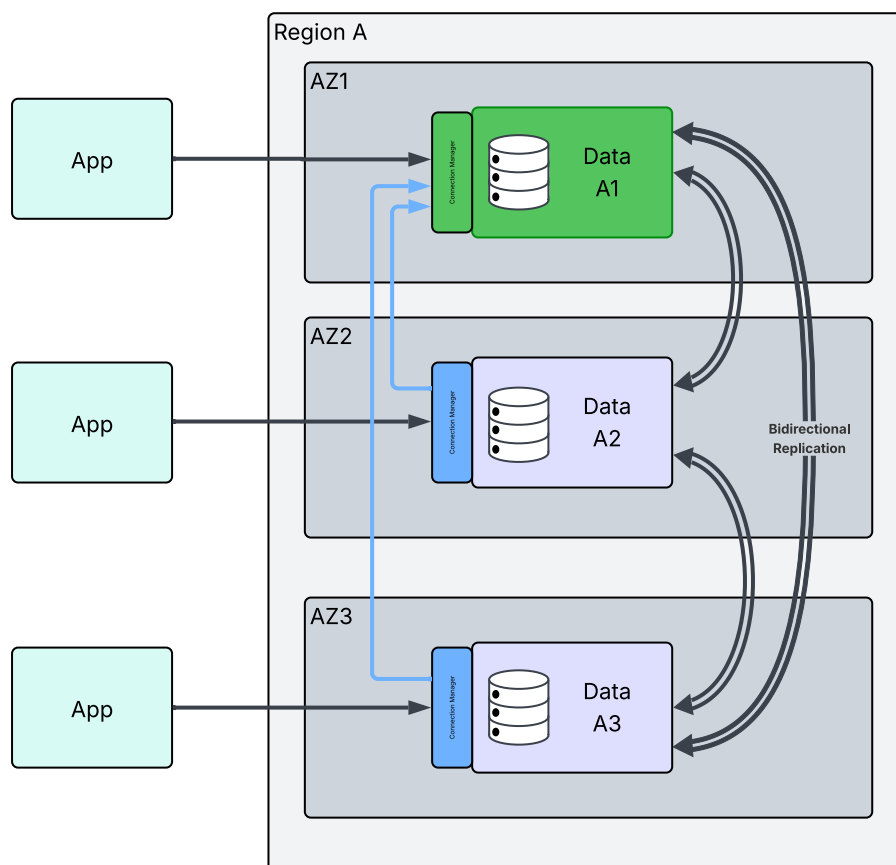 Region A
AZ1
App
Connection Manager
Data
A1
AZ2
App
Connection Manager
Data
A2
Bidirectional
Replication
AZ3
App
Connection Manager
Data
A3